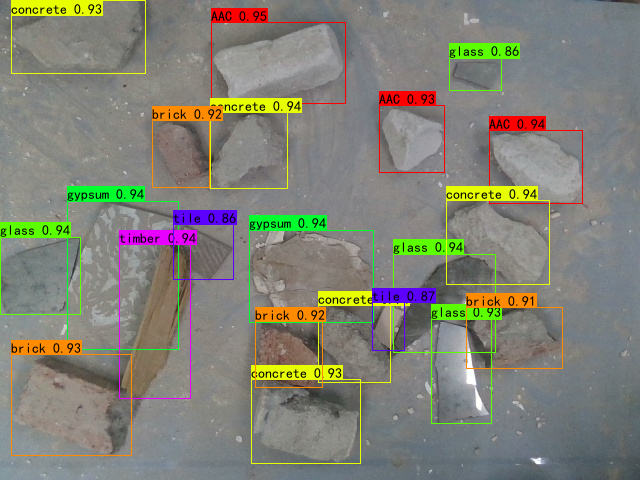 concrete 0.93
AAC 0.95
glass 0.86
AAC 0.93
concrete 0.94
brick 0.92
AAC 0.94
gypsum 0.94
concrete 0.94
tile 0.86
gypsum 0.94
glass 0.94
timber 0.94
glass 0.94
concrete
tile 0.87
brick 0.91
brick 0.92
glass 0.93
brick 0.93
concrete 0.93